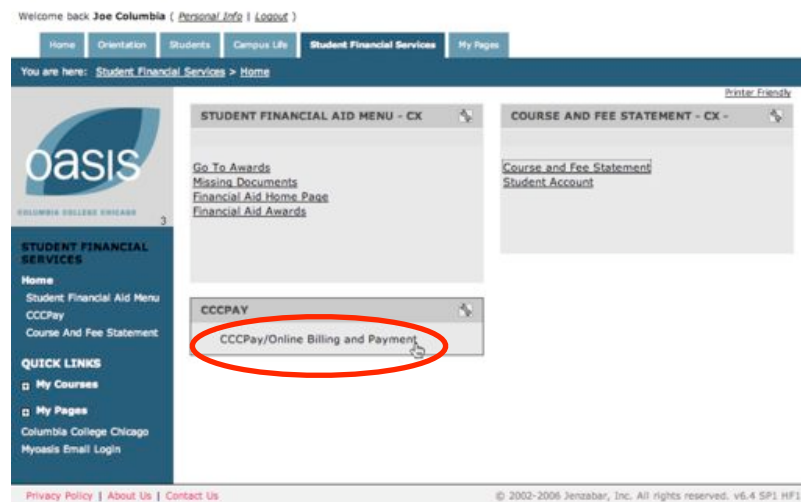 Welcome back Joe Columbia ( Personal Info | Logout )
Home Orientation Students Campus Life Student Financial Services My Pages
You are here: Student Financial Services > Home
Printer Friendly
oasis
COLUMBIA COLLEGE CHICAGO
3
STUDENT FINANCIAL
SERVICES
Home
Student Financial Aid Menu
CCCPay
Course And Fee Statement
QUICK LINKS
My Courses
My Pages
Columbia College Chicago
Myoasis Email Login
STUDENT FINANCIAL AID MENU - CX
Go To Awards
Missing Documents
Financial Aid Home Page
Financial Aid Awards
COURSE AND FEE STATEMENT - CX -
Course and Fee Statement
Student Account
CCCPAY
CCCPay/Online Billing and Payment
Privacy Policy | About Us | Contact Us
© 2002-2006 Jenzabar, Inc. All rights reserved. v6.4 SP1 HF1